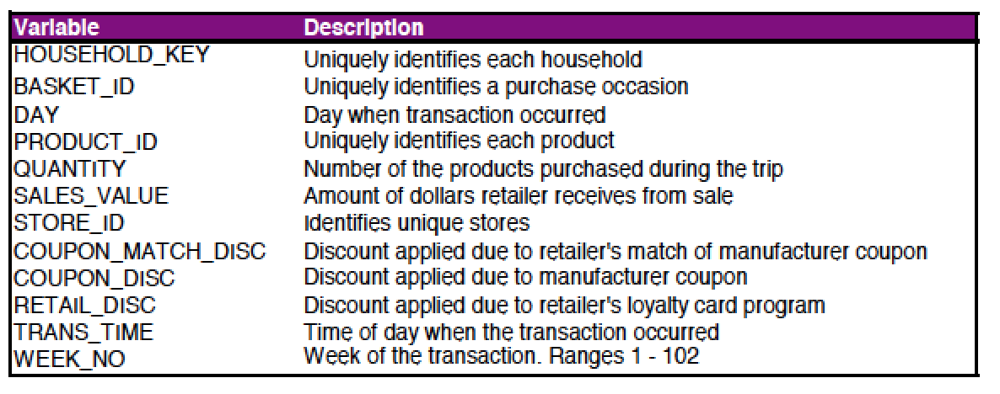 Variable Description
HOUSEHOLD_KEY Uniquely identifies each household
BASKET_ID Uniquely identifies a purchase occasion
DAY Day when transaction occurred
PRODUCT_ID Uniquely identifies each product
QUANTITY Number of the products purchased during the trip
SALES_VALUE Amount of dollars retailer receives from sale
STORE_ID Identifies unique stores
COUPON_MATCH_DISC Discount applied due to retailer's match of manufacturer coupon
COUPON_DISC Discount applied due to manufacturer coupon
RETAIL_DISC Discount applied due to retailer's loyalty card program
TRANS_TIME Time of day when the transaction occurred
WEEK_NO Week of the transaction. Ranges 1 - 102